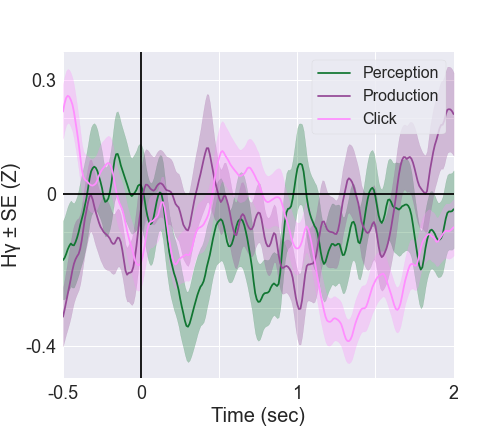 Perception
Production
Click
0.3
0
-0.4
Hγ ± SE (Z)
-0.5
0
1
2
Time (sec)